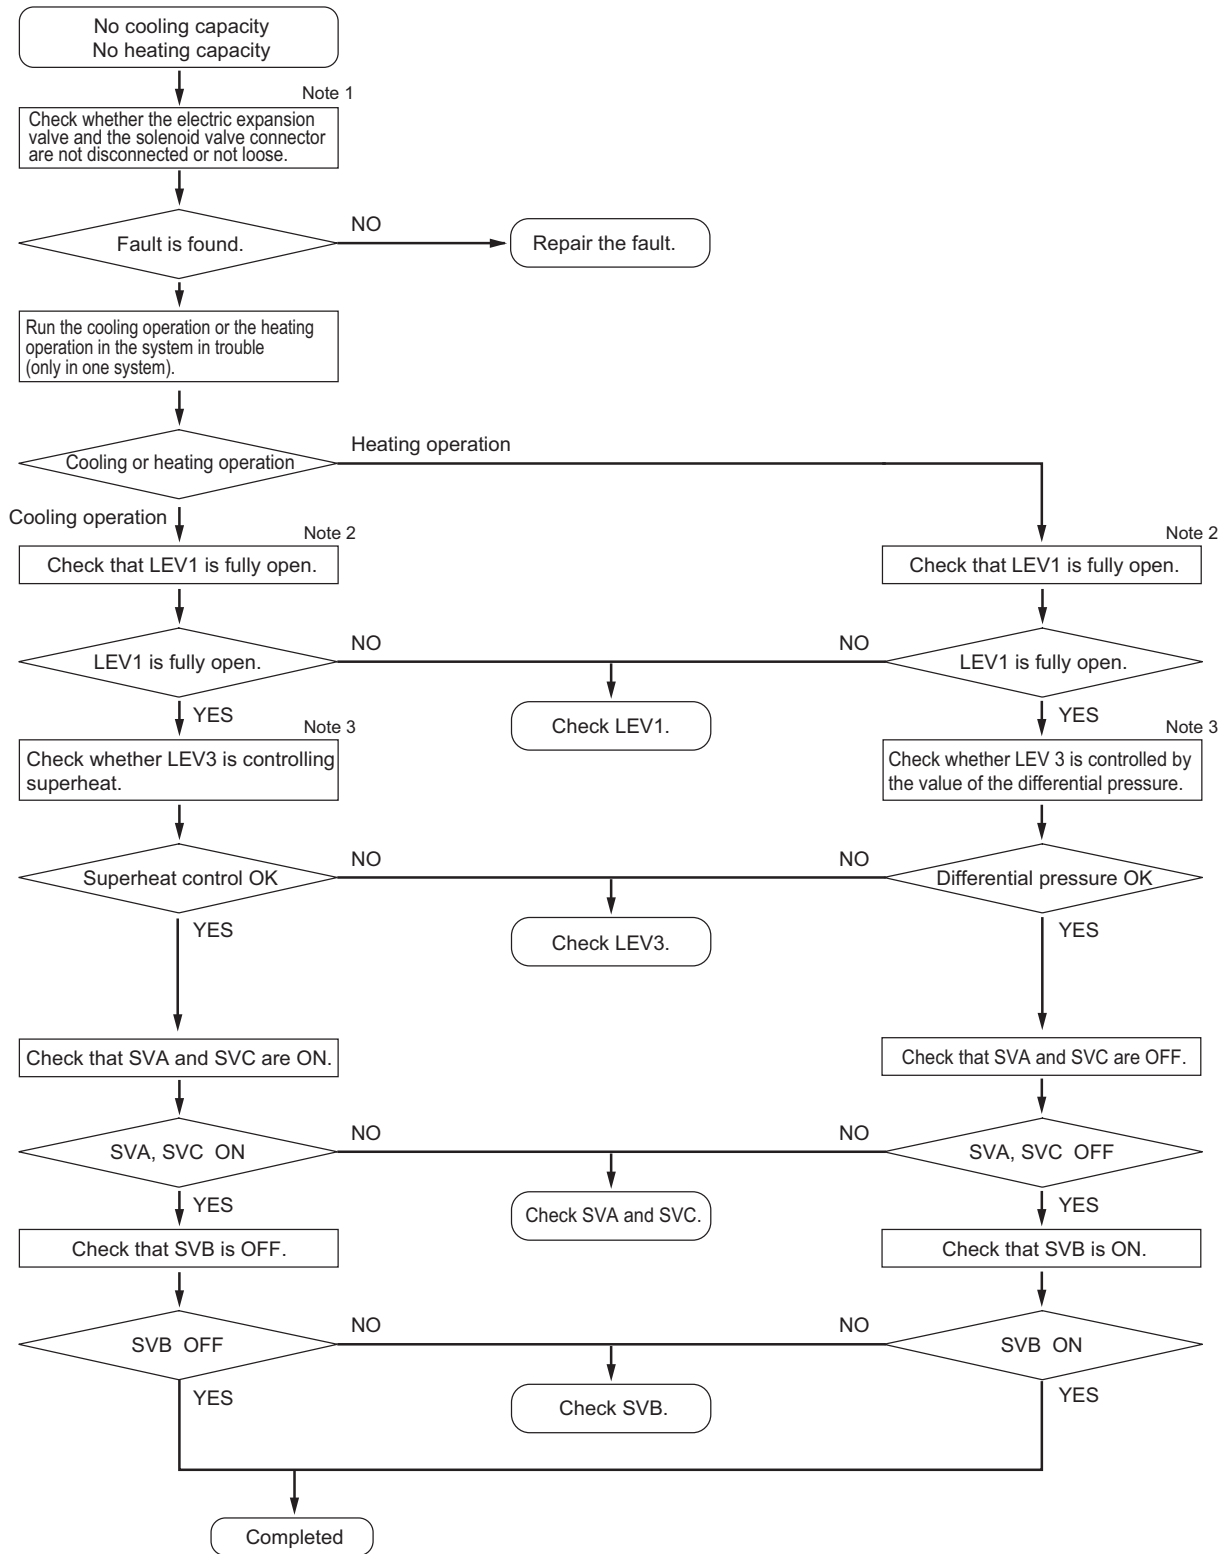 No cooling capacity
No heating capacity
Note 1
Check whether the electric expansion
valve and the solenoid valve connector
are not disconnected or not loose.
Fault is found.
NO
Repair the fault.
Run the cooling operation or the heating
operation in the system in trouble
(only in one system).
Cooling or heating operation
Heating operation
Cooling operation
Note 2
Note 2
Check that LEV1 is fully open.
Check that LEV1 is fully open.
LEV1 is fully open.
NO
NO
LEV1 is fully open.
Check LEV1.
YES
YES
Note 3
Note 3
Check whether LEV3 is controlling
superheat.
Check whether LEV 3 is controlled by
the value of the differential pressure.
Superheat control OK
NO
NO
Differential pressure OK
YES
YES
Check LEV3.
Check that SVA and SVC are ON.
Check that SVA and SVC are OFF.
SVA, SVC ON
NO
NO
SVA, SVC OFF
YES
YES
Check SVA and SVC.
Check that SVB is OFF.
Check that SVB is ON.
SVB OFF
NO
NO
SVB ON
YES
YES
Check SVB.
Completed